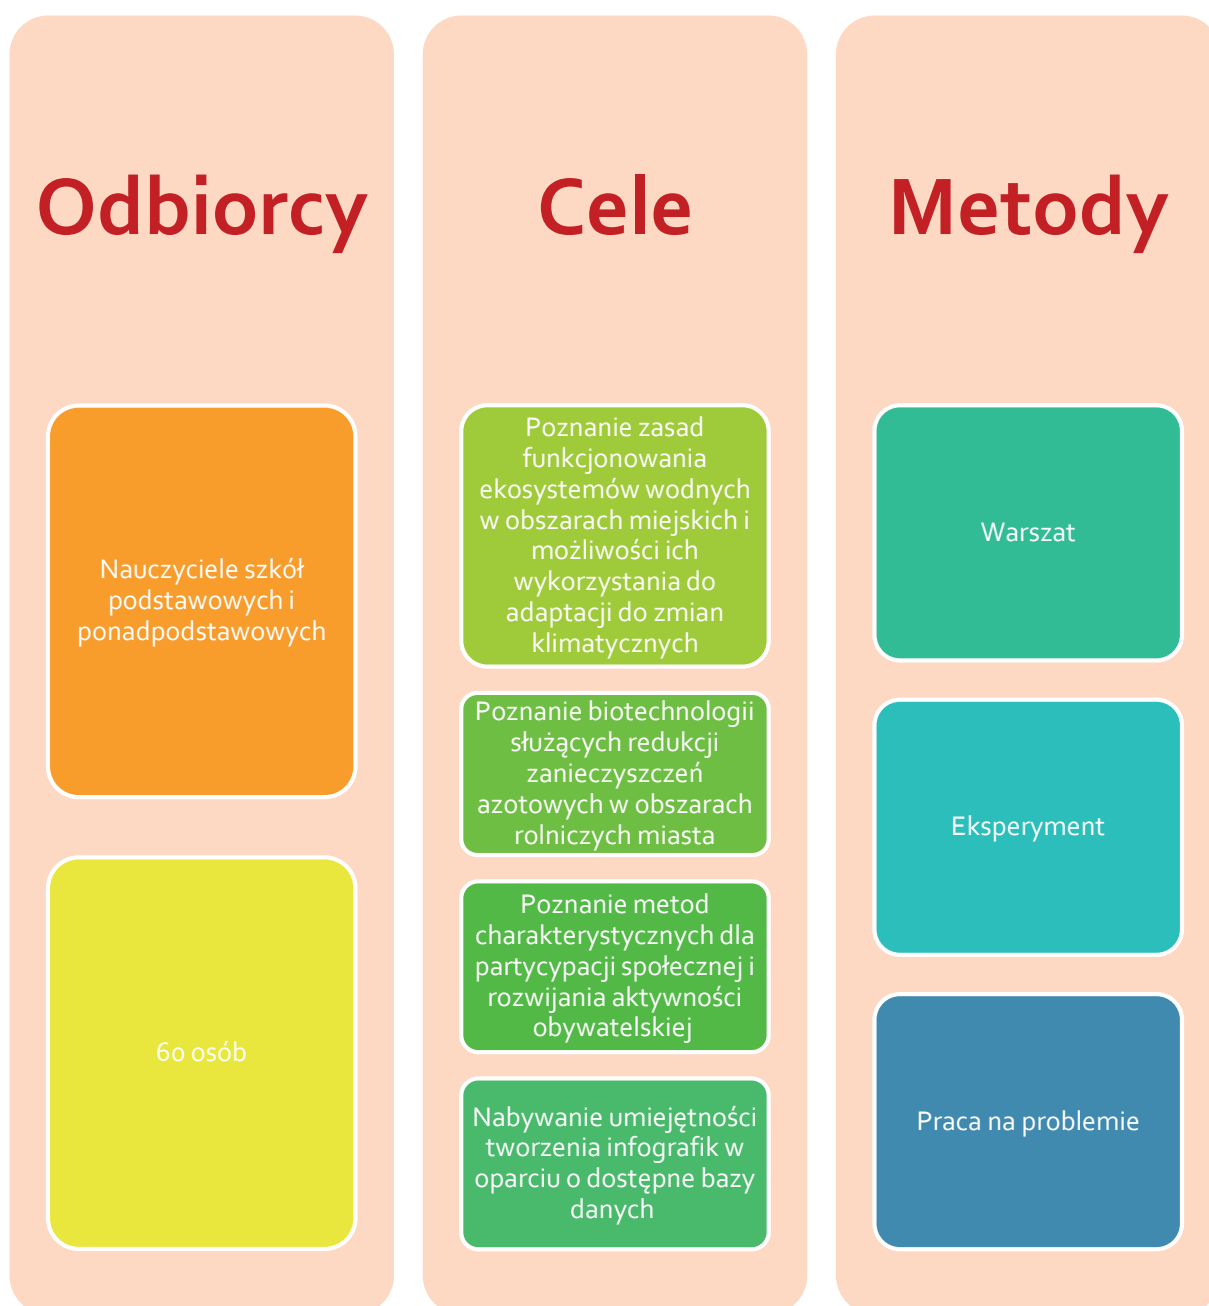 Odbiorcy
Nauczyciele szkół
podstawowych i
ponadpodstawowych
60 osób
Cele
Poznanie zasad
funkcjonowania
ekosystemów wodnych
w obszarach miejskich i
możliwości ich
wykorzystania do
adaptacji do zmian
klimatycznych
Poznanie biotechnologii
służących redukcji
zanieczyszczeń
azotowych w obszarach
rolniczych miasta
Poznanie metod
charakterystycznych dla
partycypacji społecznej i
rozwijania aktywności
obywatelskiej
Nabywanie umiejętności
tworzenia infografik w
oparciu o dostępne bazy
danych
Metody
Warszat
Eksperyment
Praca na problemie